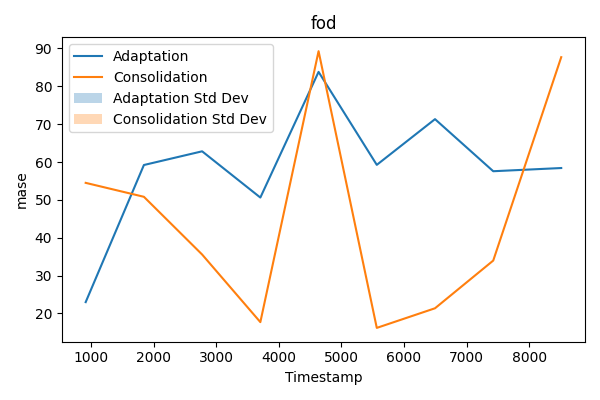 fod
Adaptation
Consolidation
Adaptation Std Dev
Consolidation Std Dev
mase
90
80
70
60
50
40
30
20
1000 2000 3000 4000 5000 6000 7000 8000
Timestamp